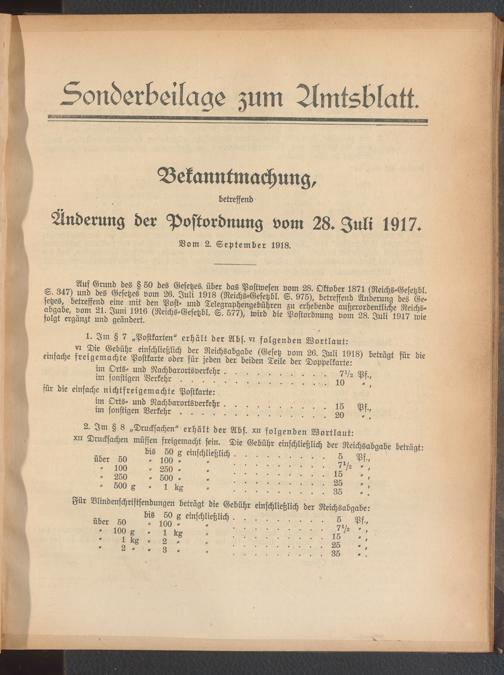 Sonderbeilage zum Amtsblatt.
Bekanntmachung,
betreffend
Änderung der Postordnung vom 28. Juli 1917.
Vom 2. September 1918.
Auf Grund des § 50 des Gesetzes über das Postwesen vom 28. Oktober 1871 (Reichs-Gesetzbl.
S. 347) und des Gesetzes vom 26. Juli 1918 (Reichs-Gesetzbl. S. 975), betreffend Änderung des Ge-
setzes, betreffend eine mit den Post- und Telegraphengebühren zu erhebende außerordentliche Reichs-
abgabe, vom 21. Juni 1916 (Reichs-Gesetzbl. S. 577), wird die Postordnung vom 28. Juli 1917 wie
folgt ergänzt und geändert.
1. Im § 7 „Postkarten“ erhält der Abs. VI folgenden Wortlaut:
VI Die Gebühr einschließlich der Reichsabgabe (Gesetz vom 26. Juli 1918) beträgt für die
einfache freigemachte Postkarte oder für jeden der beiden Teile der Doppelkarte:
im Orts- und Nachbarortsverkehr . . . . . . . . . . . 7 1/2 Pf.,
im sonstigen Verkehr . . . . . . . . . . . . . . . 10 „ ,
für die einfache nichtfreigemachte Postkarte:
im Orts- und Nachbarortsverkehr . . . . . . . . . . . 15 Pf.,
im sonstigen Verkehr . . . . . . . . . . . . . . . 20 „ ,
2. Im § 8 „Drucksachen“ erhält der Abs. XII folgenden Wortlaut:
XII Drucksachen müssen freigemacht sein. Die Gebühr einschließlich der Reichsabgabe beträgt:
bis 50 g einschließlich . . . . . . . . . . 5 Pf.,
über 50 „ „ 100 „ „ . . . . . . . . . . 7 1/2 „ ,
„ 100 „ „ 250 „ „ . . . . . . . . . . 15 „ ,
„ 250 „ „ 500 „ „ . . . . . . . . . . 25 „ ,
„ 500 g „ 1 kg „ . . . . . . . . . . 35 „ ,
Für Blindenschriftsendungen beträgt die Gebühr einschließlich der Reichsabgabe:
bis 50 g einschließlich . . . . . . . . . . 5 Pf.,
über 50 „ „ 100 „ „ . . . . . . . . . . 7 1/2 „ ,
„ 100 g „ 1 kg „ . . . . . . . . . . 15 „ ,
„ 1 kg „ 2 „ „ . . . . . . . . . . 25 „ ,
„ 2 „ „ 3 „ „ . . . . . . . . . . 35 „ ,